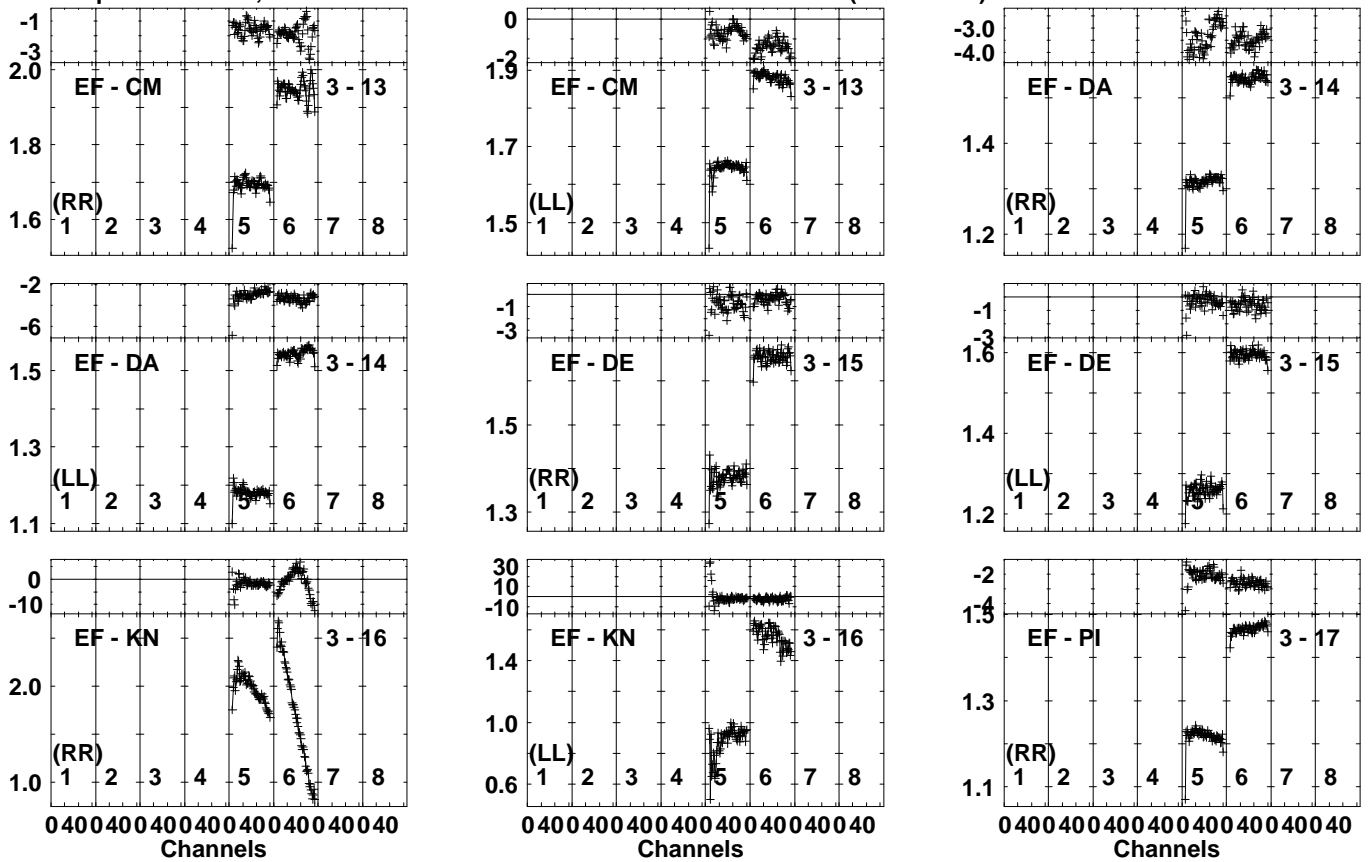 -1 0 -3.0
-3 -2 -4.0
2.0 EF - CM 3 - 13 1.9 EF - CM 3 - 13 EF - DA 3 - 14
1.8 1.7 1.4
1.6 (RR) 1.5 (LL) 1.2 (RR)
1 2 3 4 5 6 7 8 1 2 3 4 5 6 7 8 1 2 3 4 5 6 7 8
-2 -1 -1
-6 -3 -3
1.5 EF - DA 3 - 14 EF - DE 3 - 15 1.6 EF - DE 3 - 15
1.3 1.5 1.4
1.1 (LL) 1.3 (RR) 1.2 (LL)
1 2 3 4 5 6 7 8 1 2 3 4 5 6 7 8 1 2 3 4 5 6 7 8
0 30 -2
-10 10 -4
-10 1.5
EF - KN 3 - 16 EF - KN 3 - 16 EF - PI 3 - 17
2.0 1.4 1.3
1.0 (RR) 1.0 (LL) 1.1 (RR)
0.6
1 2 3 4 5 6 7 8 1 2 3 4 5 6 7 8 1 2 3 4 5 6 7 8
0 40 0 40 0 40 0 40 0 40 0 40 0 40 0 40 0 40 0 40 0 40 0 40 0 40 0 40 0 40 0 40 0 40 0 40 0 40 0 40 0 40 0 40 0 40 0 40
Channels Channels Channels